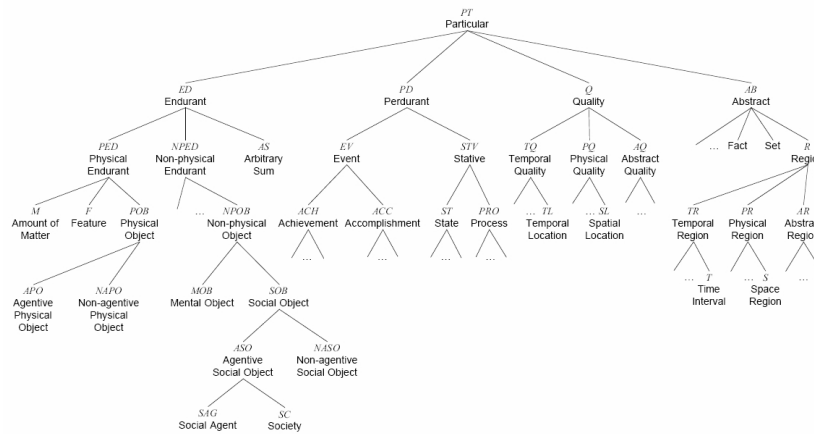 PT
Particular
ED
Endurant
PD
Perdurant
Q
Quality
AB
Abstract
PED
Physical
Endurant
NPED
Non-physical
Endurant
AS
Arbitrary
Sum
EV
Event
STV
Stative
TQ
Temporal
Quality
PQ
Physical
Quality
AQ
Abstract
Quality
... Fact Set
R
Regio
M
Amount of
Matter
F
Feature
POB
Physical
Object
...
NPOB
Non-physical
Object
ACH
Achievement
...
ACC
Accomplishment
...
ST
State
...
PRO
Process
...
... TL
Temporal
Location
... SL
Spatial
Location
...
TR
Temporal
Region
PR
Physical
Region
AR
Abstra
Regio
APO
Agentive
Physical
Object
NAPO
Non-agentive
Physical
Object
MOB
Mental Object
SOB
Social Object
... T
Time
Interval
... S
Space
Region
...
ASO
Agentive
Social Object
NASO
Non-agentive
Social Object
SAG
Social Agent
SC
Society